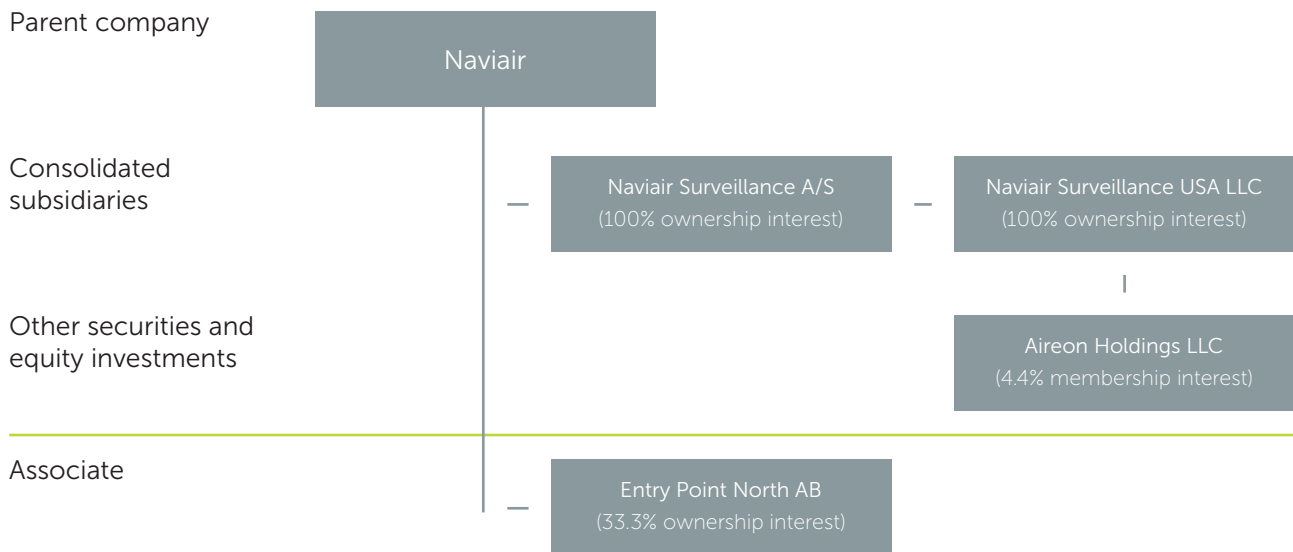 Parent company
Naviair
Consolidated
subsidiaries
Naviair Surveillance A/S
(100% ownership interest)
Naviair Surveillance USA LLC
(100% ownership interest)
Other securities and
equity investments
Aireon Holdings LLC
(4.4% membership interest)
Associate
Entry Point North AB
(33.3% ownership interest)